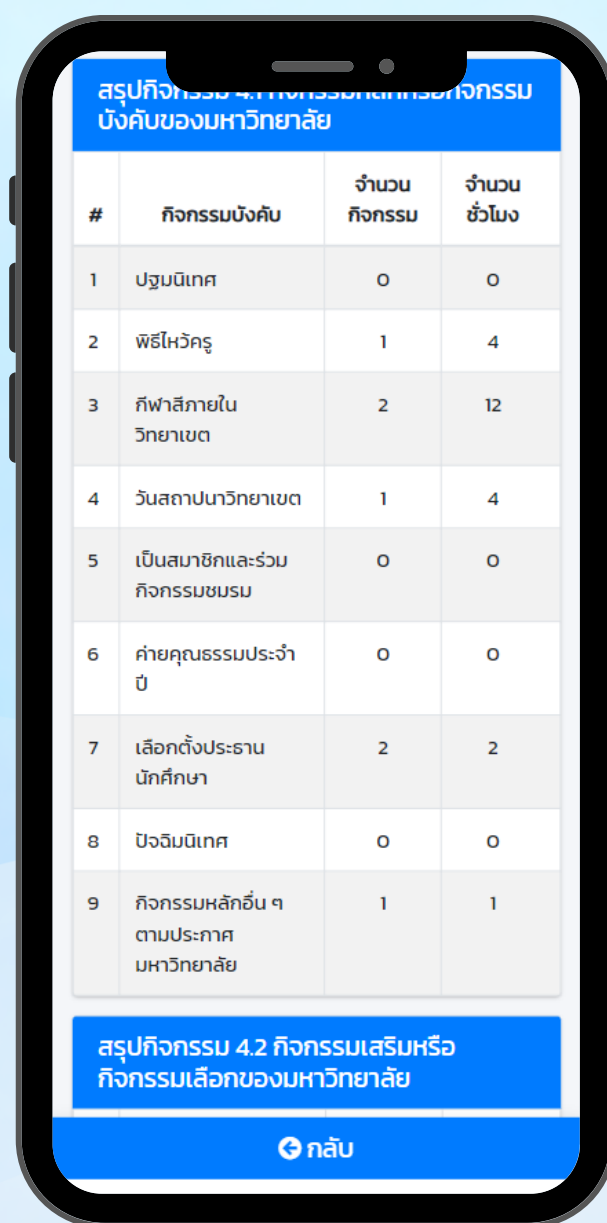 สรุปกิจกรรม 4.1 กิจกรรมหลักหรือกิจกรรม
บังคับของมหาวิทยาลัย
# กิจกรรมบังคับ จำนวนกิจกรรม จำนวนชั่วโมง
1 ปฐมนิเทศ 0 0
2 พิธีไหว้ครู 1 4
3 กีฬาสีภายใน 2 12
วิทยาเขต
4 วันสถาปนาวิทยาเขต 1 4
5 เป็นสมาชิกและร่วม 0 0
กิจกรรมชมรม
6 ค่ายคุณธรรมประจำ 0 0
ปี
7 เลือกตั้งประธาน 2 2
นักศึกษา
8 ปัจฉิมนิเทศ 0 0
9 กิจกรรมหลักอื่น ๆ 1 1
ตามประกาศ
มหาวิทยาลัย
สรุปกิจกรรม 4.2 กิจกรรมเสริมหรือ
กิจกรรมเลือกของมหาวิทยาลัย
กลับ